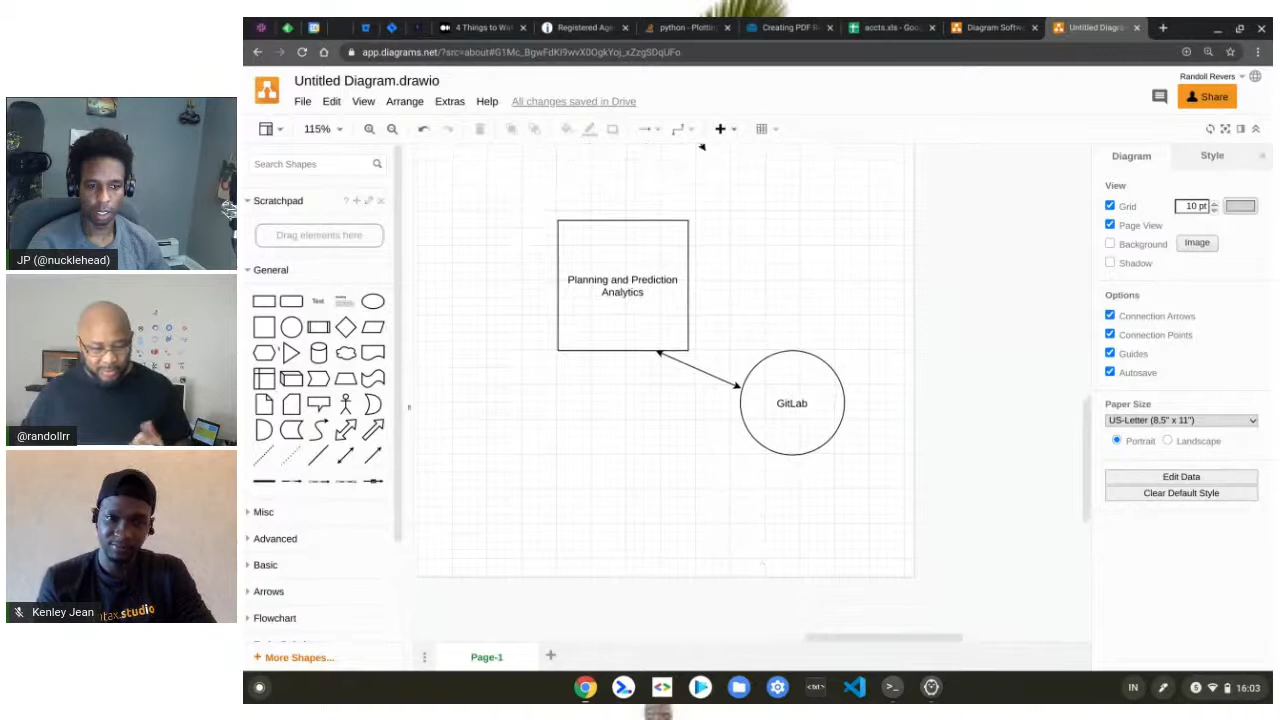 4 Things to Wa
Registered Age
python - Plottin
Creating PDF R
accts.xls - Goo
Diagram Softw
Untitled Diagra
app.diagrams.net/?src=about#G1Mc_BgwFdKI9wvX0OgkYoj_xZzgSDqUFo
Untitled Diagram.drawio
Randoll Revers
File Edit View Arrange Extras Help All changes saved in Drive
Share
115%
Search Shapes
Diagram Style
Scratchpad
Drag elements here
General
Text
View
Grid 10 pt
Page View
Background Image
Shadow
Options
Connection Arrows
Connection Points
Guides
Autosave
Paper Size
US-Letter (8.5" x 11")
Portrait Landscape
Edit Data
Clear Default Style
Planning and Prediction
Analytics
GitLab
Misc
Advanced
Basic
Arrows
Flowchart
+ More Shapes...
Page-1
IN 16:03
JP (@nucklehead)
@randollrr
Kenley Jean
ntax.studio